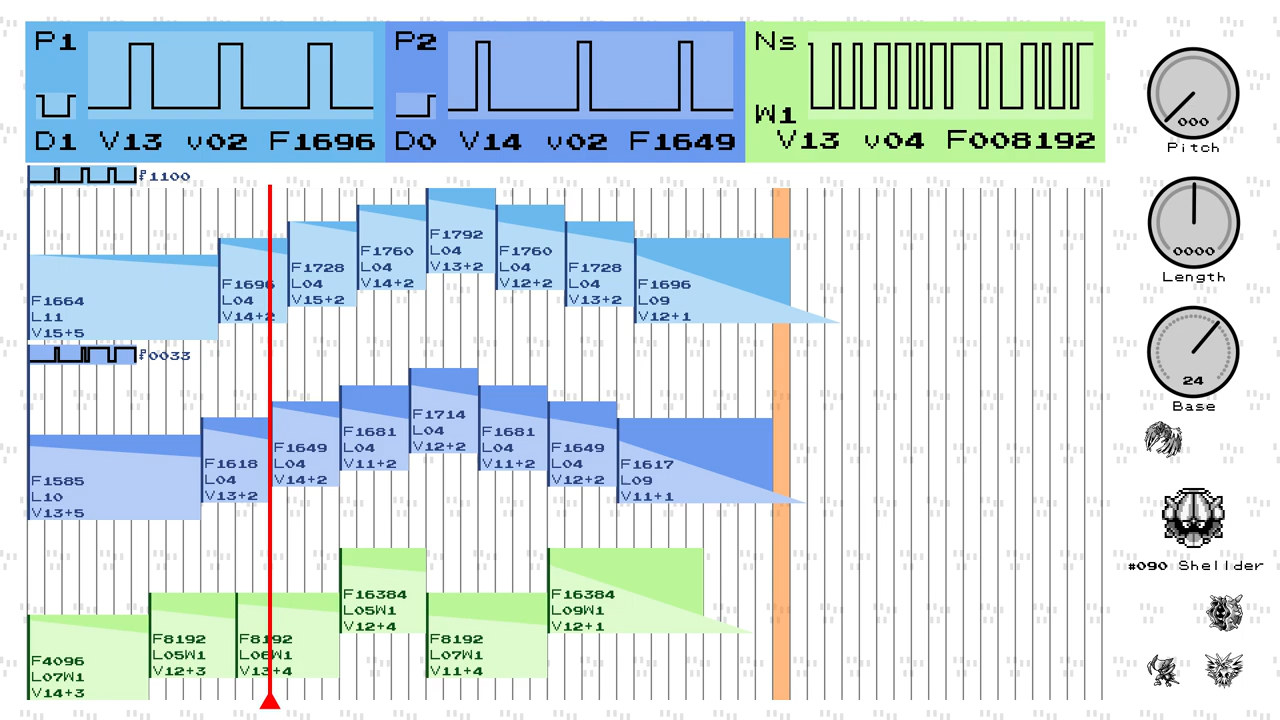 P1
D1 V13 v02 F1696
P2
D0 V14 v02 F1649
Ns
W1
V13 v04 F008192
000
Pitch
0000
Length
24
Base
#090 Shellder
1100
F1664
L11
V15+5
F1696
L04
V14+2
F1728
L04
V15+2
F1760
L04
V14+2
F1792
L04
V13+2
F1760
L04
V12+2
F1728
L04
V13+2
F1696
L09
V12+1
0033
F1585
L10
V13+5
F1618
L04
V13+2
F1649
L04
V14+2
F1681
L04
V11+2
F1714
L04
V12+2
F1681
L04
V11+2
F1649
L04
V12+2
F1617
L09
V11+1
F4096
L07W1
V14+3
F8192
L05W1
V12+3
F8192
L06W1
V13+4
F16384
L05W1
V12+4
F8192
L07W1
V11+4
F16384
L09W1
V12+1